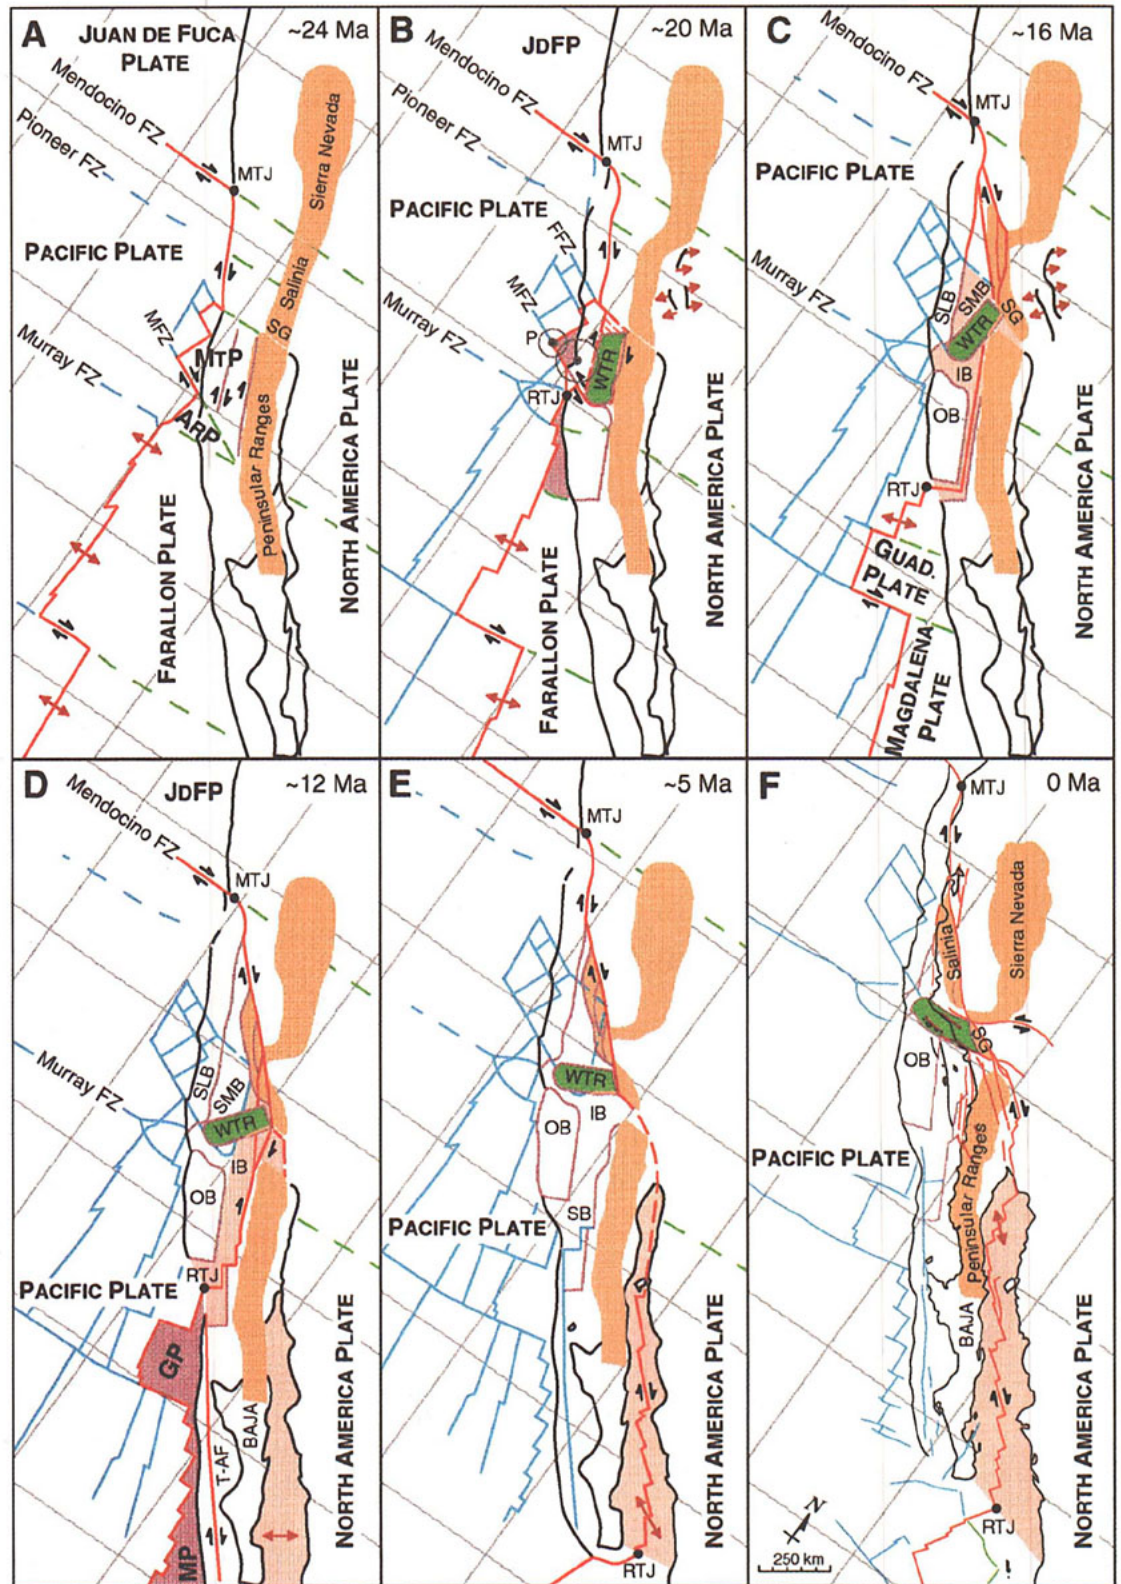 A
JUAN DE FUCA
PLATE
~24 Ma
Mendocino FZ
Pioneer FZ
MTJ
Sierra Nevada
PACIFIC PLATE
Salinia
SG
MFZ
MTP
Murray FZ
ARP
Peninsular Ranges
FARALLON PLATE
NORTH AMERICA PLATE
B
JDFP
~20 Ma
Mendocino FZ
Pioneer FZ
MTJ
PACIFIC PLATE
FFZ
MFZ
Murray FZ
P
WTR
RTJ
FARALLON PLATE
NORTH AMERICA PLATE
C
~16 Ma
Mendocino FZ
MTJ
PACIFIC PLATE
Murray FZ
SLB
SMB
SG
WTR
IB
OB
RTJ
GUAD.
PLATE
MAGDALENA
PLATE
NORTH AMERICA PLATE
D
JDFP
~12 Ma
Mendocino FZ
MTJ
Murray FZ
SLB
SMB
WTR
IB
OB
RTJ
PACIFIC PLATE
GP
MP
T-AF
BAJA
NORTH AMERICA PLATE
E
~5 Ma
MTJ
WTR
IB
OB
SB
PACIFIC PLATE
RTJ
NORTH AMERICA PLATE
F
0 Ma
MTJ
Salinia
Sierra Nevada
SG
OB
PACIFIC PLATE
Peninsular Ranges
BAJA
NORTH AMERICA PLATE
N
250 km
RTJ